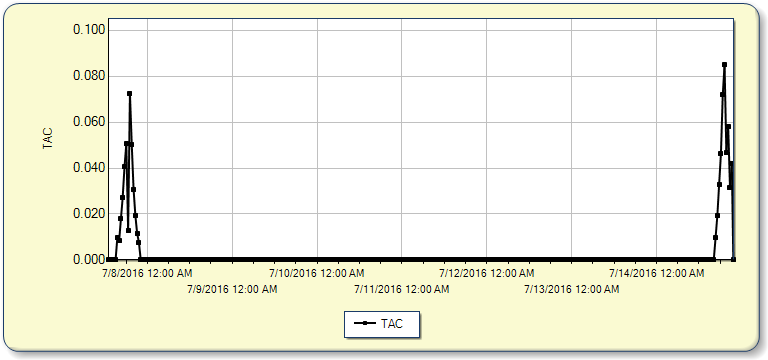 0.100
0.080
0.060
0.040
0.020
0.000
TAC
7/8/2016 12:00 AM
7/9/2016 12:00 AM
7/10/2016 12:00 AM
7/11/2016 12:00 AM
7/12/2016 12:00 AM
7/13/2016 12:00 AM
7/14/2016 12:00 AM
TAC